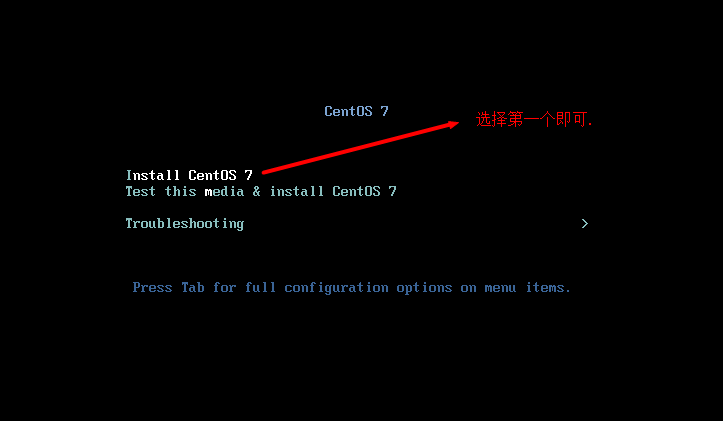 CentOS 7
选择第一个即可.
Install CentOS 7
Test this media & install CentOS 7
Troubleshooting >
Press Tab for full configuration options on menu items.